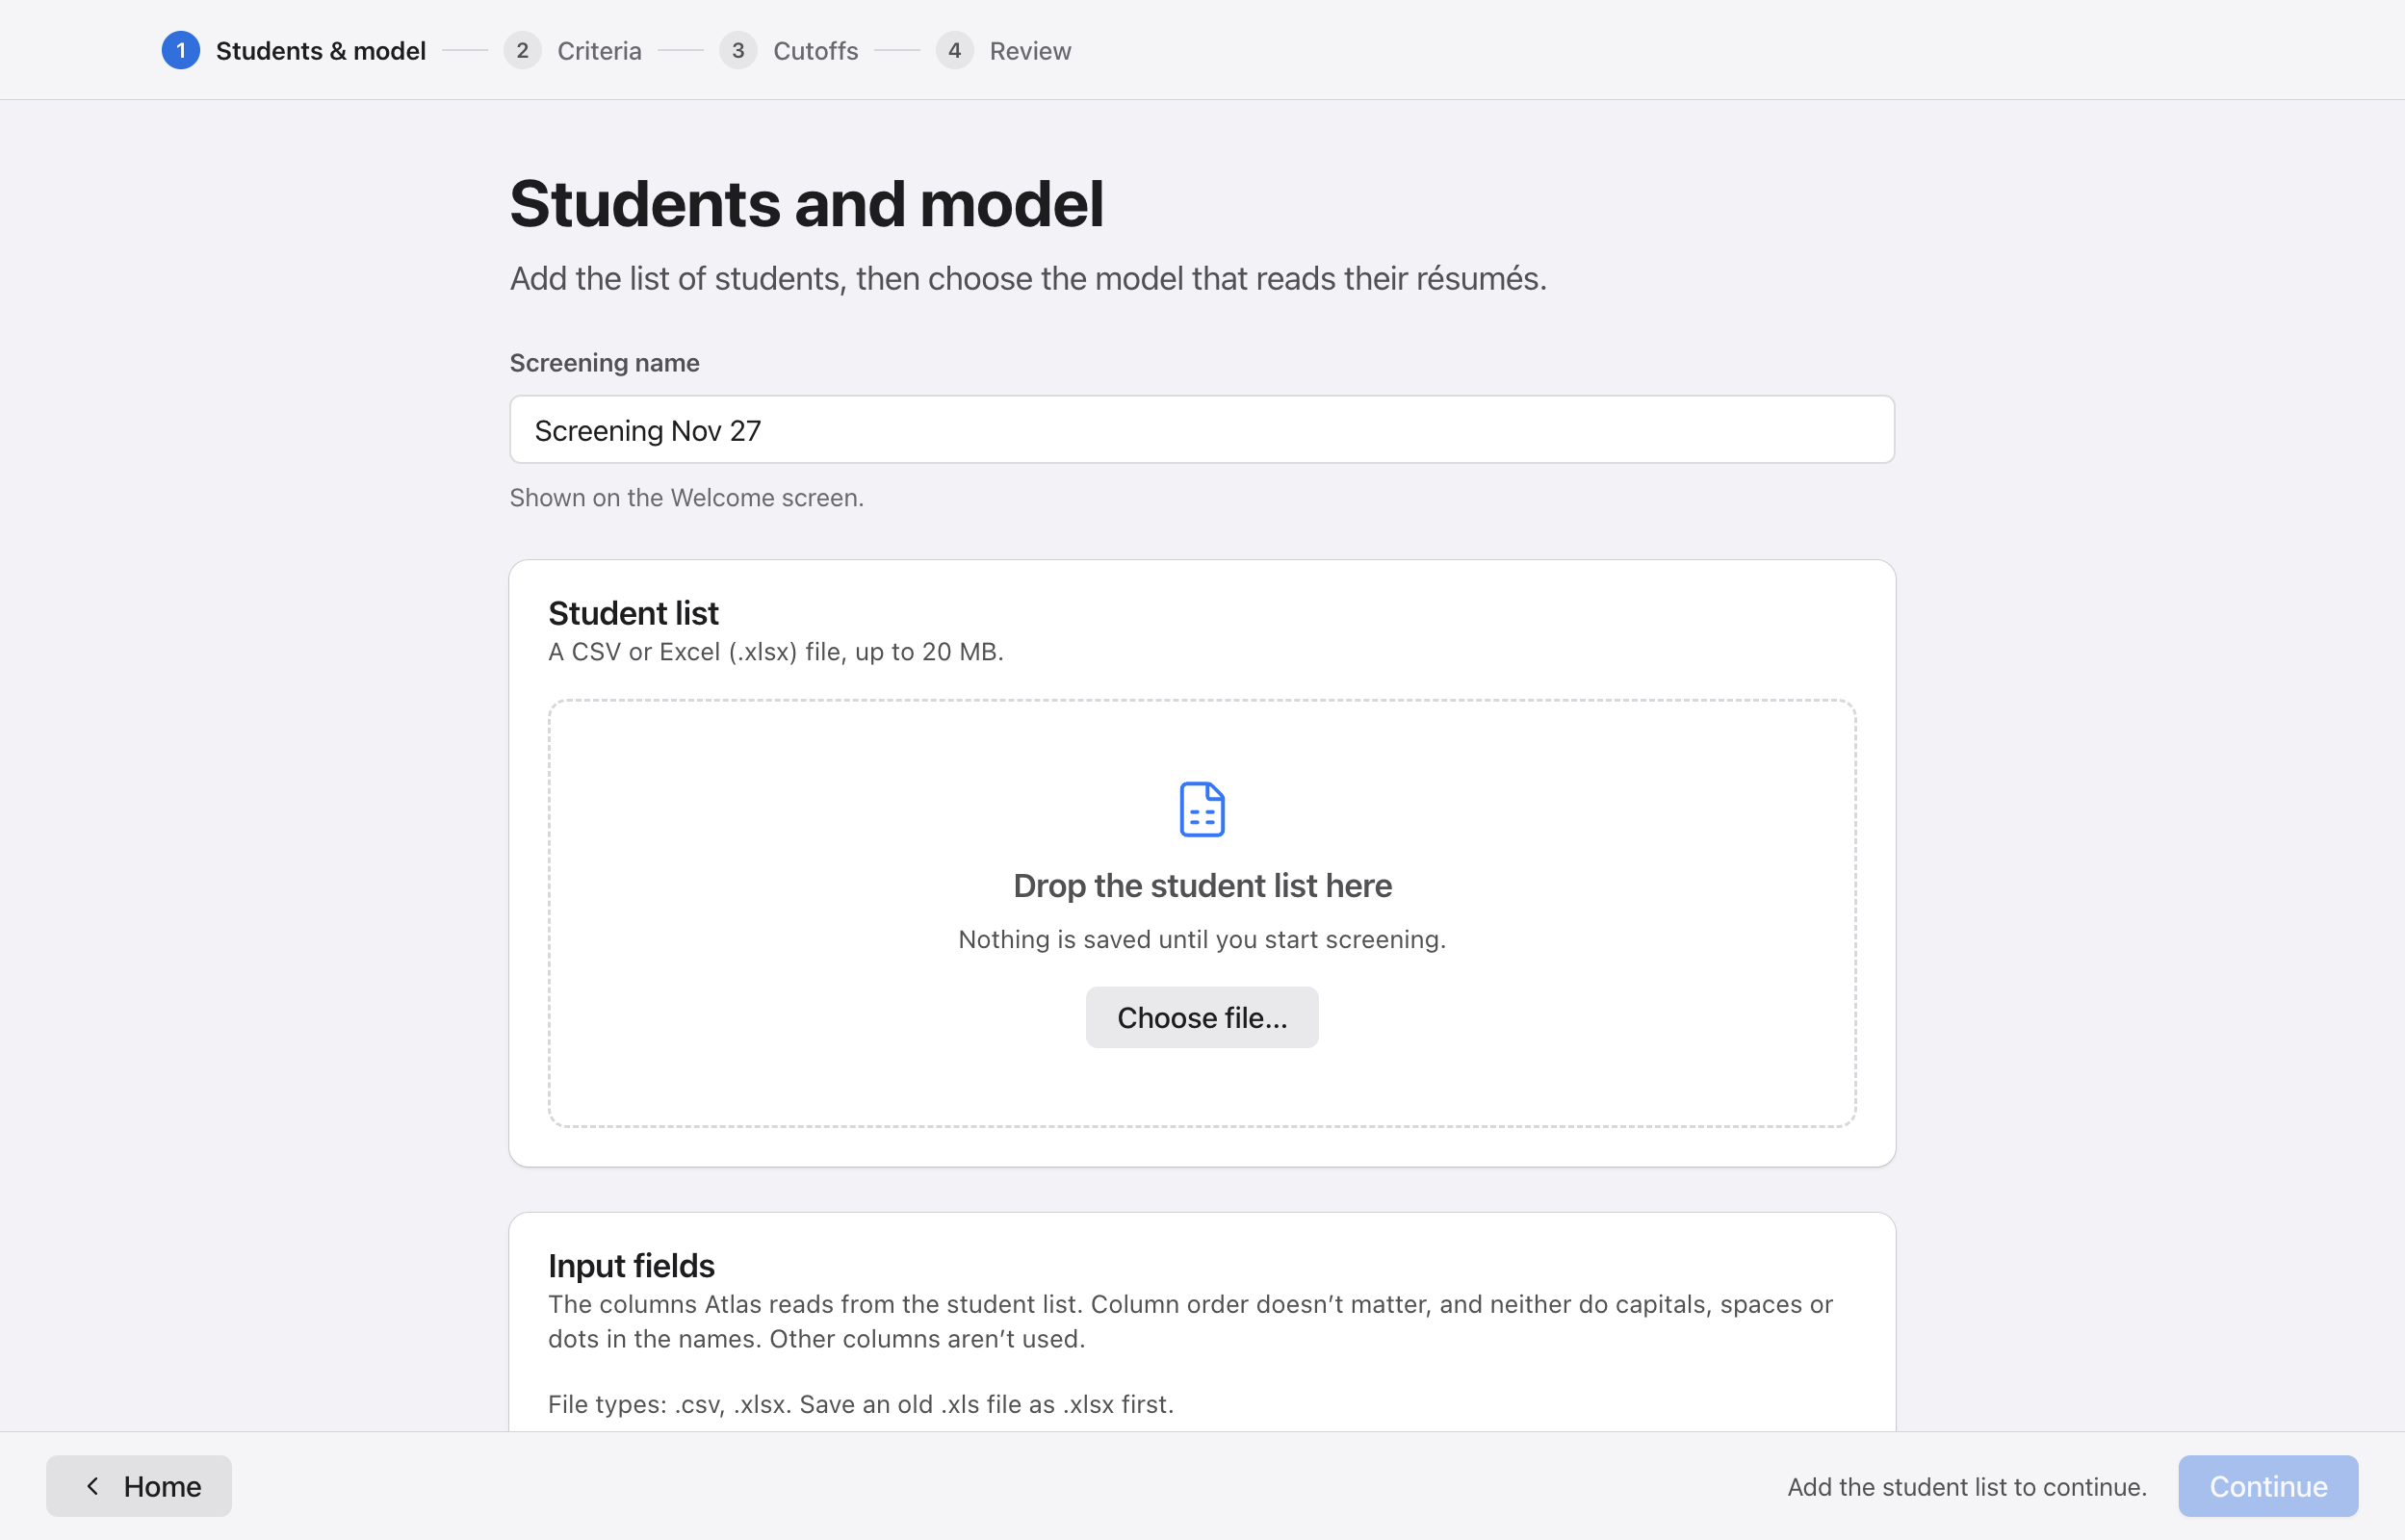 1 Students & model 2 Criteria 3 Cutoffs 4 Review
Students and model
Add the list of students, then choose the model that reads their résumés.
Screening name
Screening Nov 27
Shown on the Welcome screen.
Student list
A CSV or Excel (.xlsx) file, up to 20 MB.
Drop the student list here
Nothing is saved until you start screening.
Choose file...
Input fields
The columns Atlas reads from the student list. Column order doesn’t matter, and neither do capitals, spaces or
dots in the names. Other columns aren’t used.
File types: .csv, .xlsx. Save an old .xls file as .xlsx first.
Home Add the student list to continue. Continue